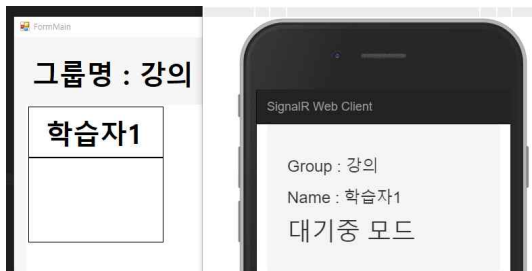 FormMain
그룹명 : 강의
학습자1
SignalR Web Client
Group : 강의
Name : 학습자1
대기중 모드